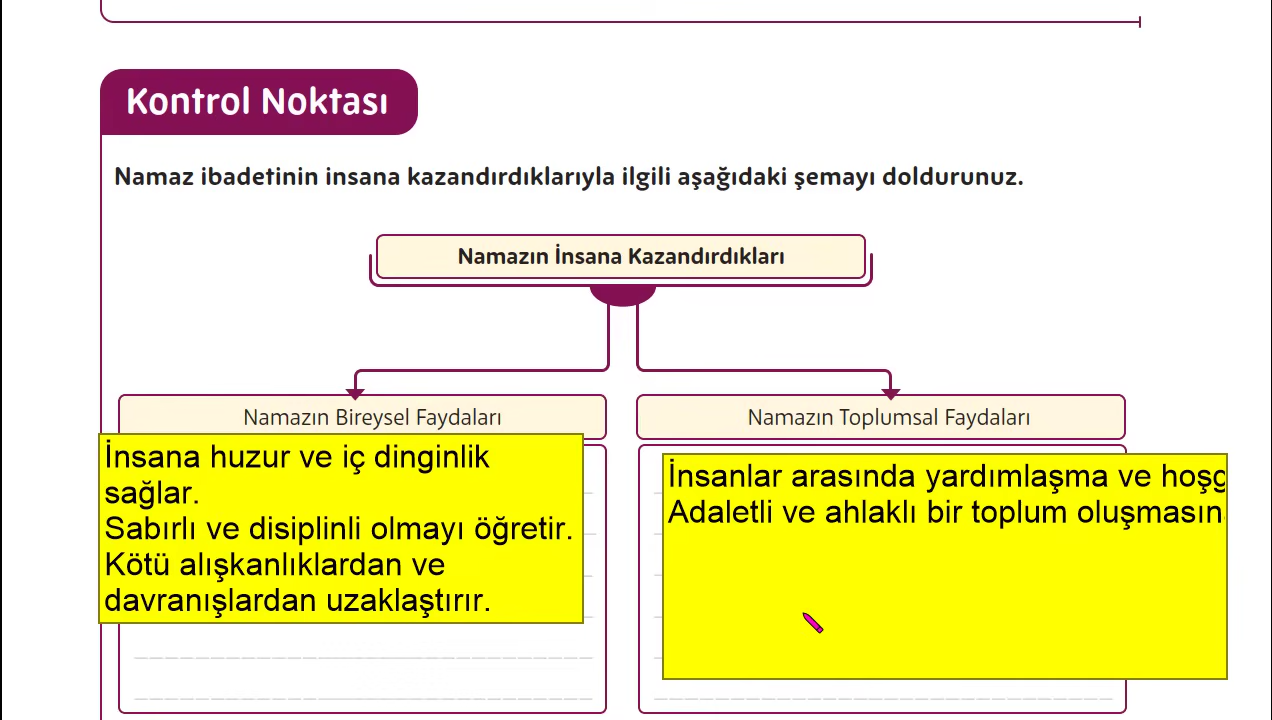 Kontrol Noktası
Namaz ibadetinin insana kazandırdıklarıyla ilgili aşağıdaki şemayı doldurunuz.
Namazın İnsana Kazandırdıkları
Namazın Bireysel Faydaları
İnsana huzur ve iç dinginlik
sağlar.
Sabırlı ve disiplinli olmayı öğretir.
Kötü alışkanlıklardan ve
davranışlardan uzaklaştırır.
Namazın Toplumsal Faydaları
İnsanlar arasında yardımlaşma ve
Adaletli ve ahlaklı bir toplum